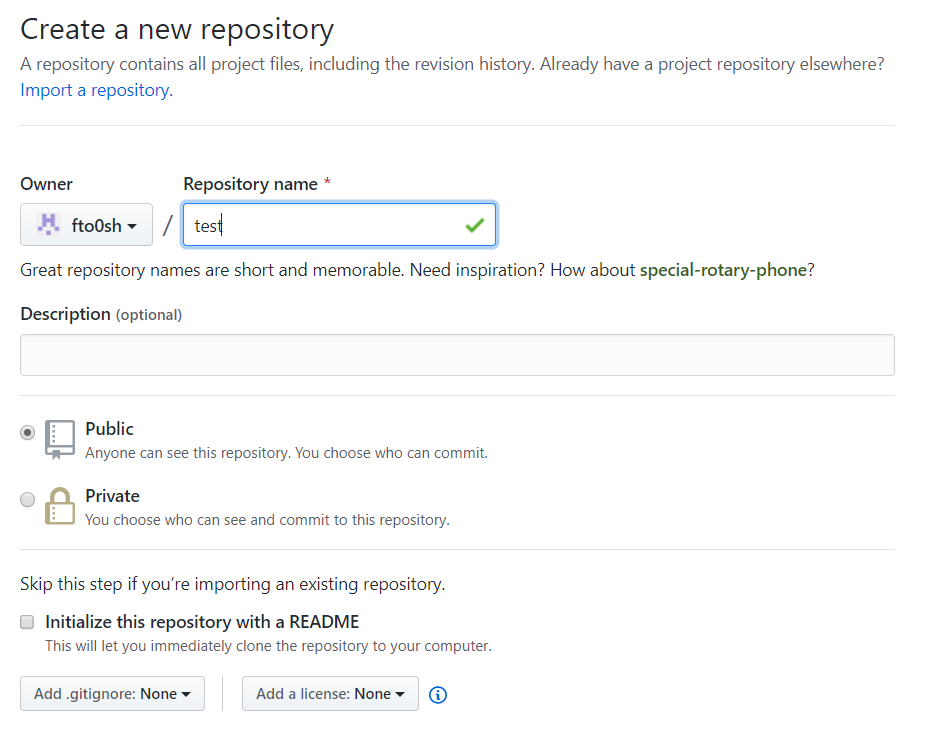 Create a new repository
A repository contains all project files, including the revision history. Already have a project repository elsewhere?
Import a repository.
Owner
Repository name *
fto0sh / test
Great repository names are short and memorable. Need inspiration? How about special-rotary-phone?
Description (optional)
Public
Anyone can see this repository. You choose who can commit.
Private
You choose who can see and commit to this repository.
Skip this step if you’re importing an existing repository.
Initialize this repository with a README
This will let you immediately clone the repository to your computer.
Add .gitignore: None
Add a license: None